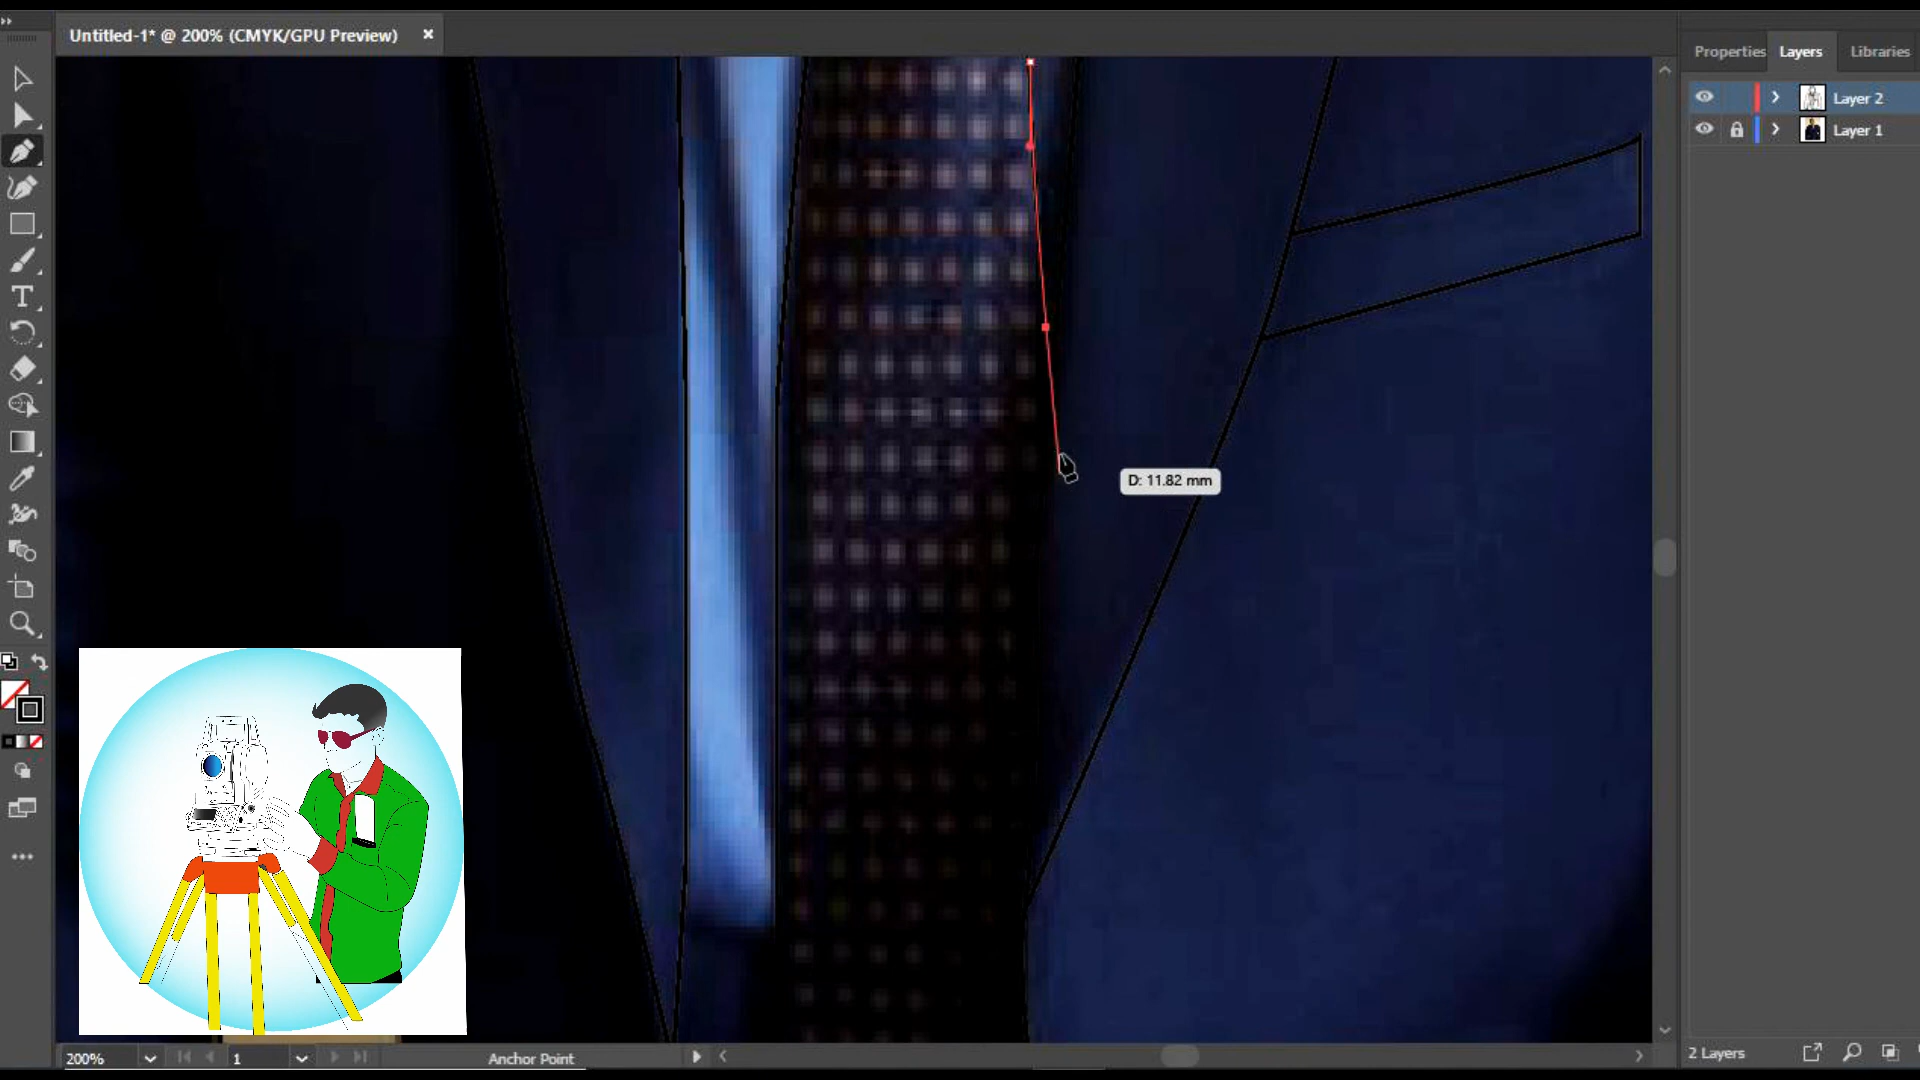 Untitled-1* @ 200% (CMYK/GPU Preview)
Properties Layers Libraries
Layer 2
Layer 1
D: 11.82 mm
200%
1
Anchor Point
2 Layers